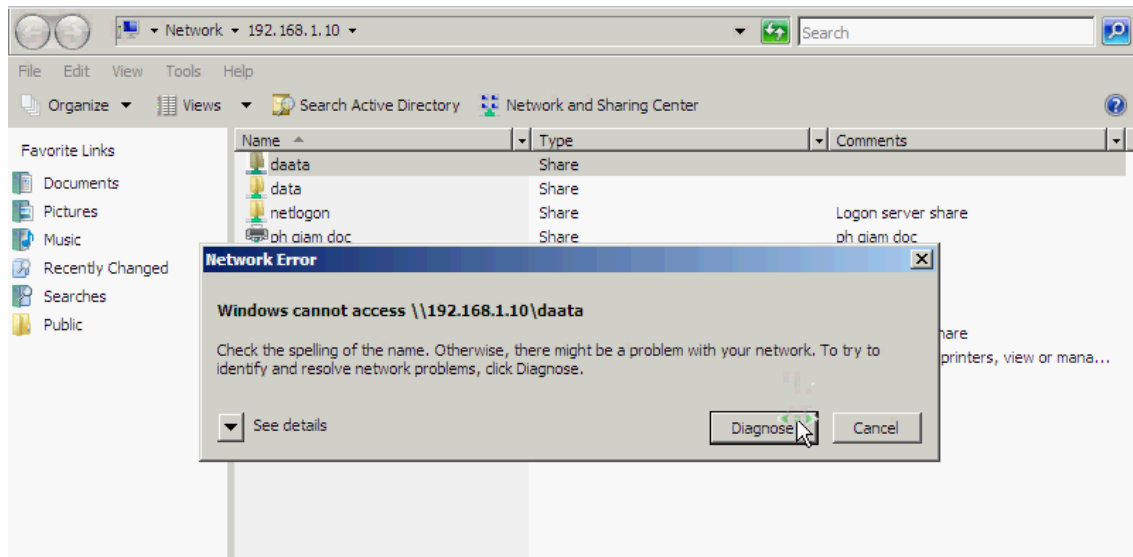 Network 192.168.1.10 Search
File Edit View Tools Help
Organize Views Search Active Directory Network and Sharing Center
Favorite Links
Documents
Pictures
Music
Recently Changed
Searches
Public
Name Type Comments
daata Share
data Share
netlogon Share Logon server share
ph giam doc Share ph giam doc
hare
printers, view or mana...
Network Error
Windows cannot access \\192.168.1.10\daata
Check the spelling of the name. Otherwise, there might be a problem with your network. To try to
identify and resolve network problems, click Diagnose.
See details Diagnose Cancel